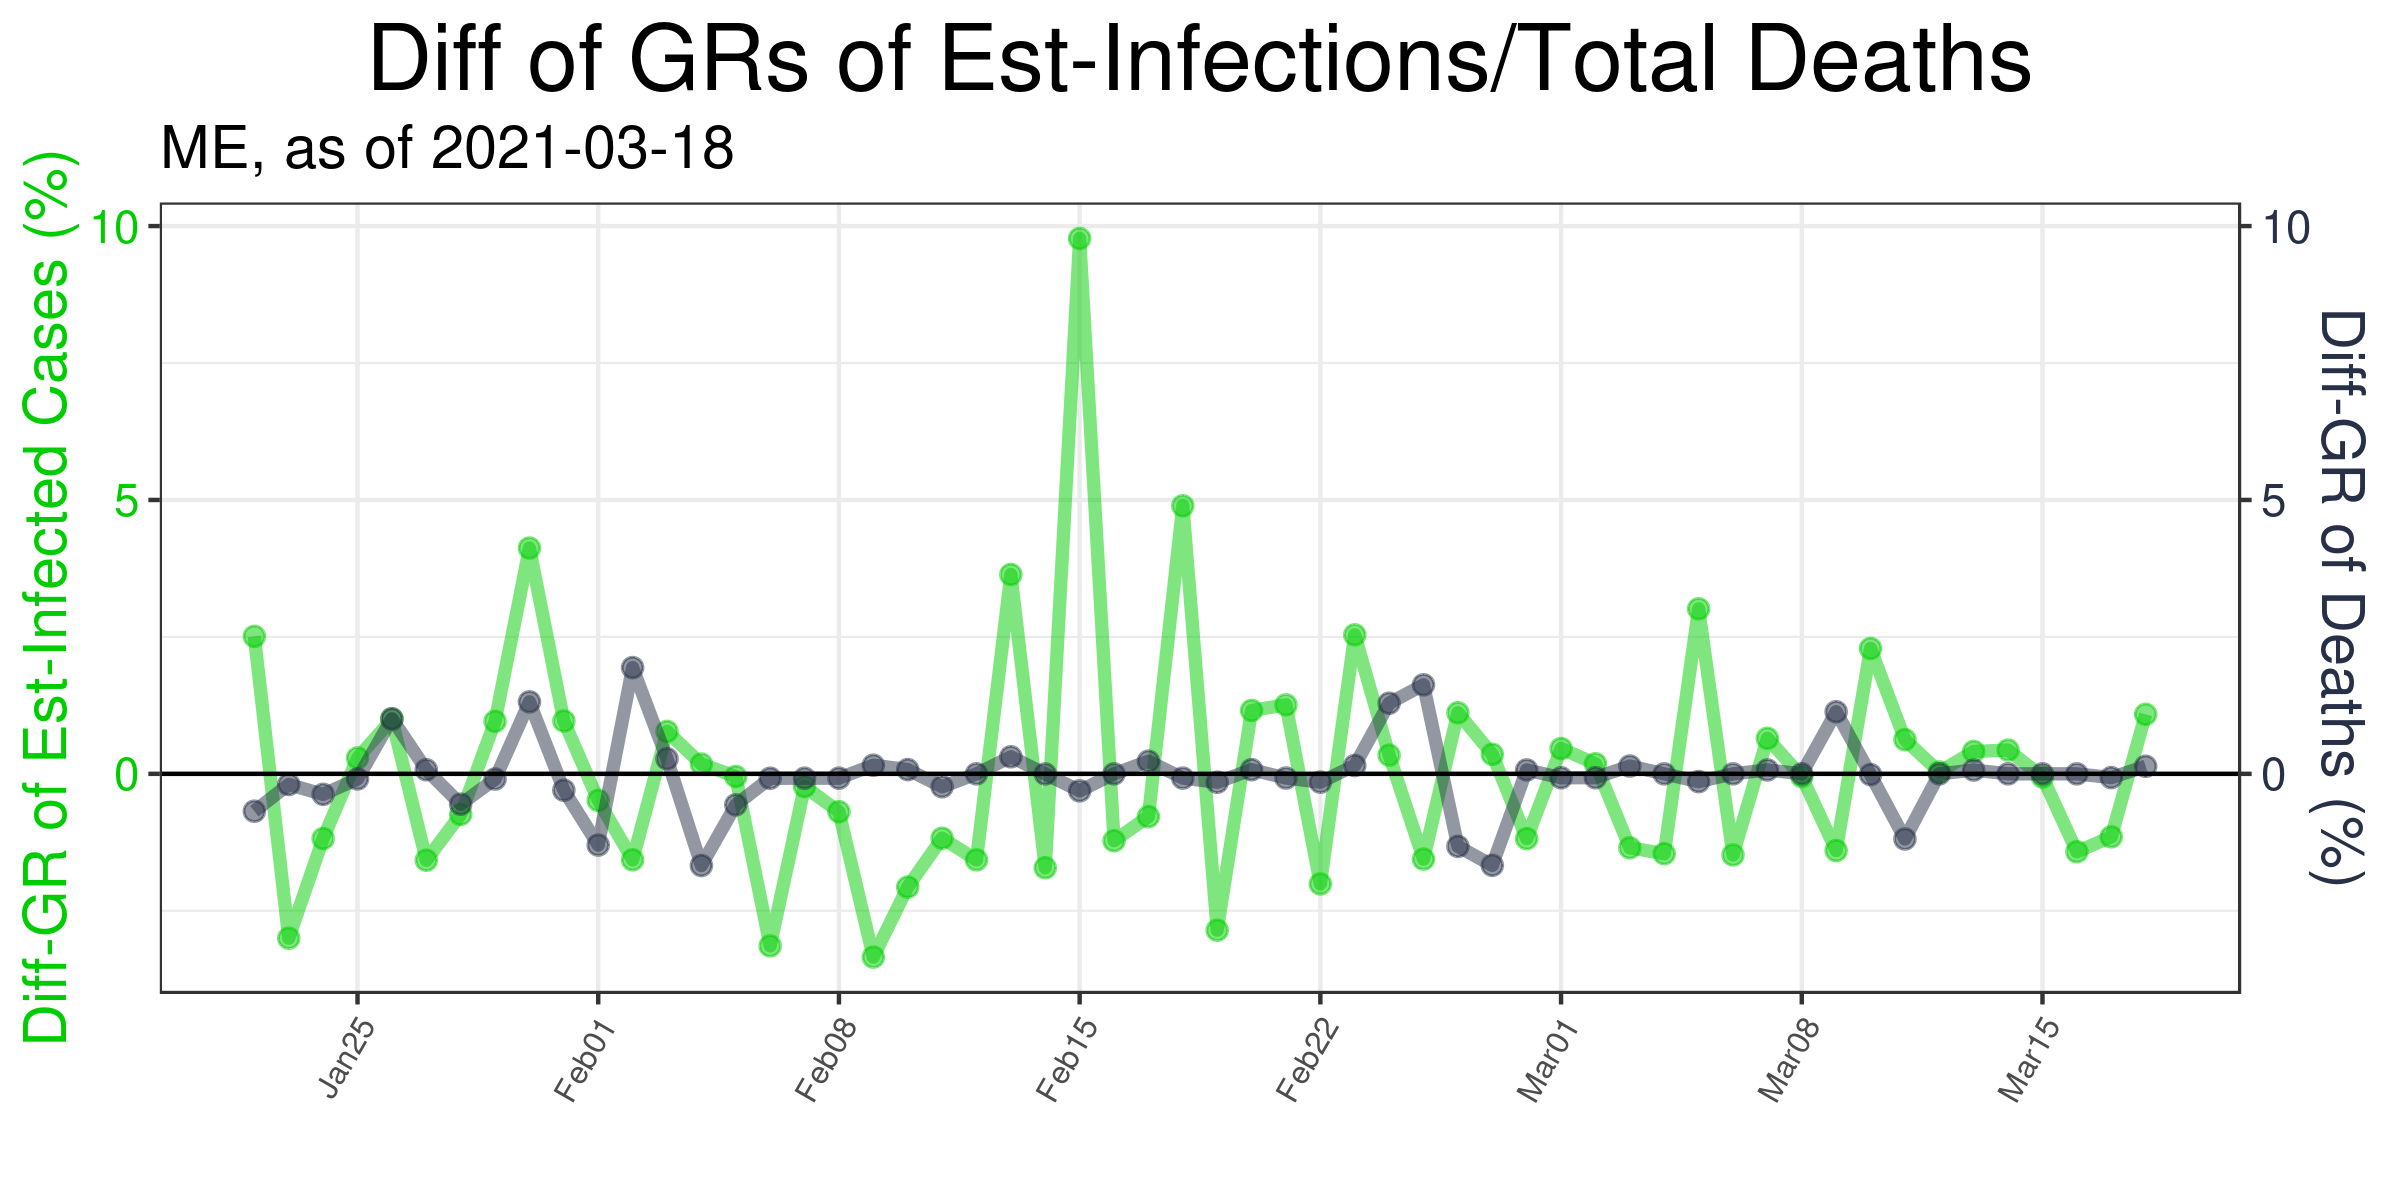 Diff of GRs of Est-Infections/Total Deaths
ME, as of 2021-03-18
Diff-GR of Est-Infected Cases (%)
10
5
0
10
5
0
Diff-GR of Deaths (%)
Jan25
Feb01
Feb08
Feb15
Feb22
Mar01
Mar08
Mar15